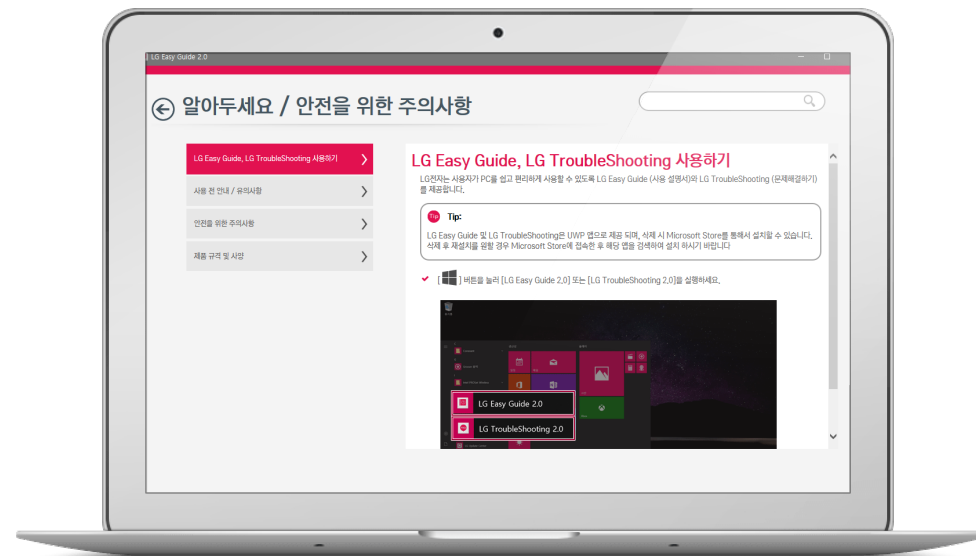 LG Easy Guide 2.0
알아두세요 / 안전을 위한 주의사항
LG Easy Guide, LG TroubleShooting 사용하기
사용 전 안내 / 유의사항
안전을 위한 주의사항
제품 규격 및 사양
LG Easy Guide, LG TroubleShooting 사용하기
LG전자는 사용자가 PC를 쉽고 편리하게 사용할 수 있도록 LG Easy Guide (사용 설명서)와 LG TroubleShooting (문제해결하기)
를 제공합니다.
Tip Tip:
LG Easy Guide 및 LG TroubleShooting은 UWP 앱으로 제공 되며, 삭제 시 Microsoft Store를 통해서 설치할 수 있습니다.
삭제 후 재설치를 원할 경우 Microsoft Store에 접속한 후 해당 앱을 검색하여 설치 하시기 바랍니다
[ ] 버튼을 눌러 [LG Easy Guide 2.0] 또는 [LG TroubleShooting 2.0]을 실행하세요.
LG Easy Guide 2.0
LG TroubleShooting 2.0